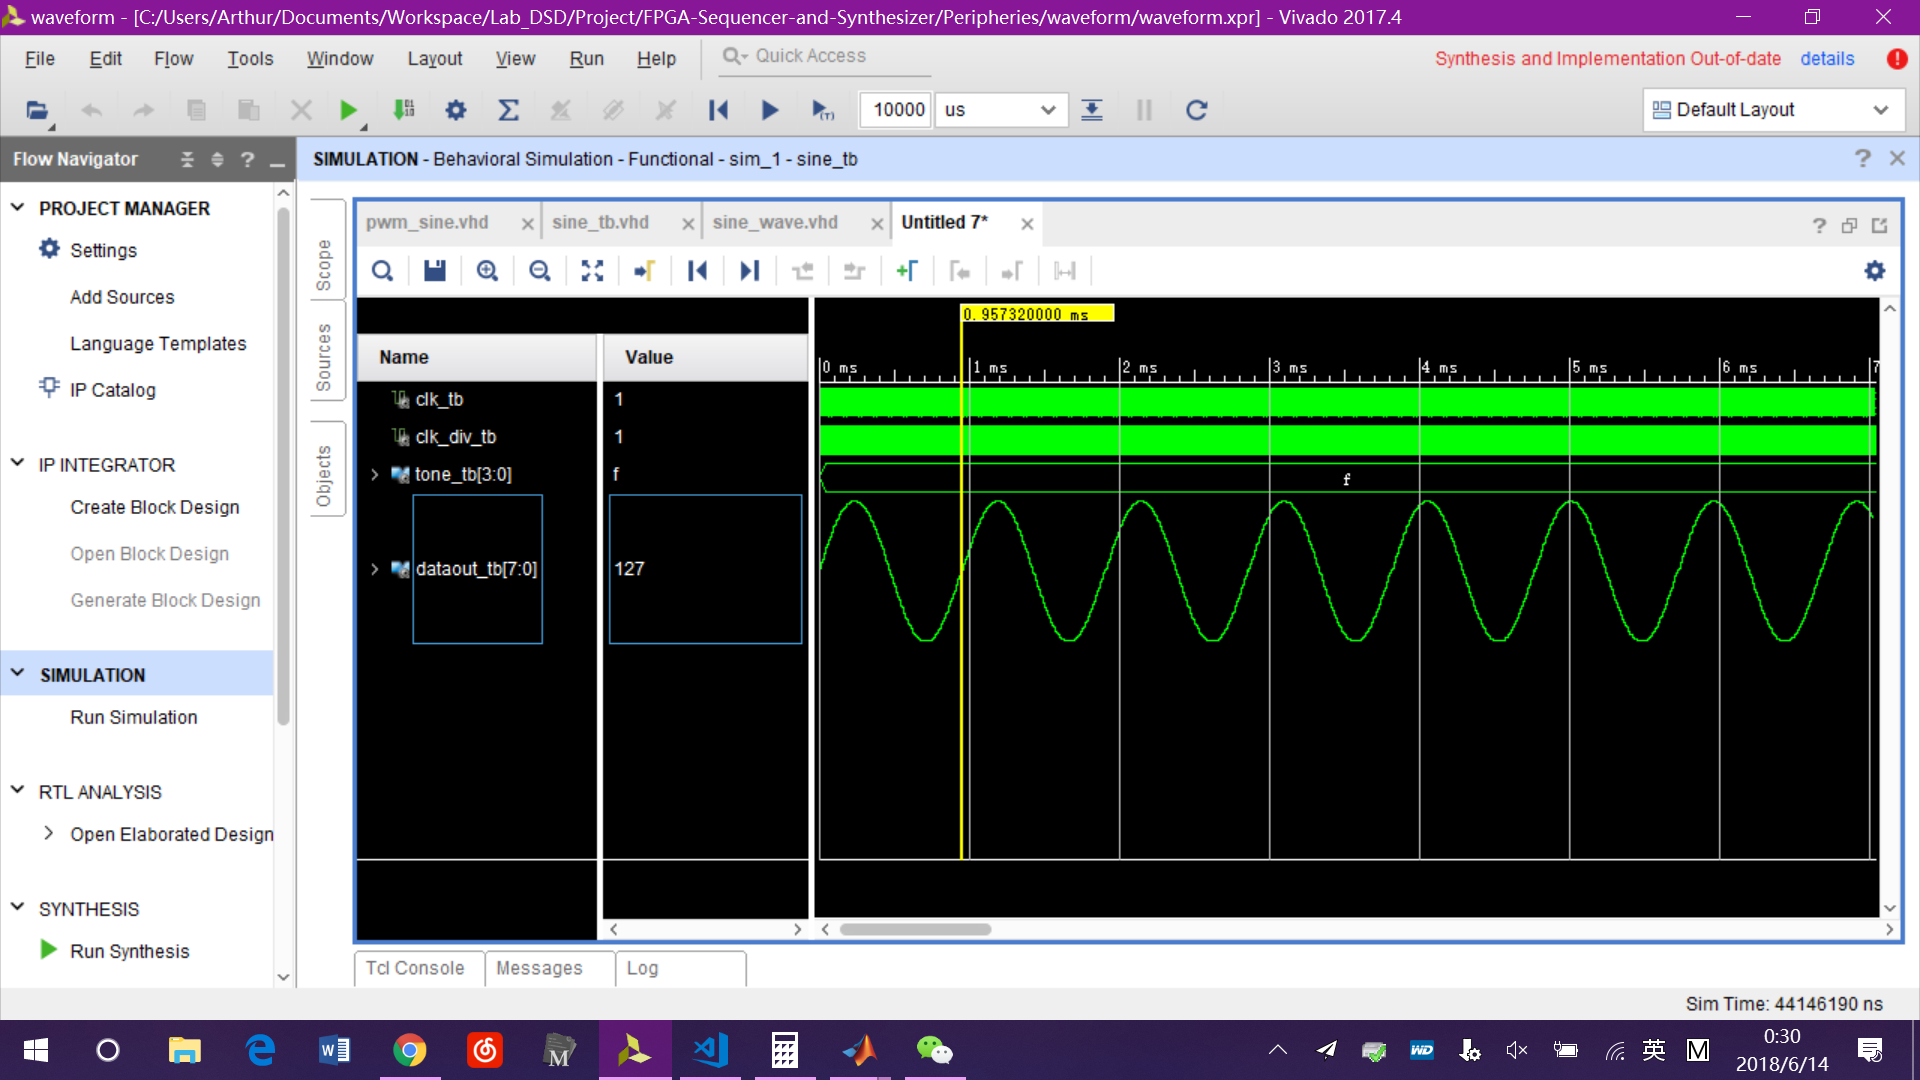 waveform - [C:/Users/Arthur/Documents/Workspace/Lab_DSD/Project/FPGA-Sequencer-and-Synthesizer/Peripheries/waveform/waveform.xpr] - Vivado 2017.4
File Edit Flow Tools Window Layout View Run Help Quick Access Synthesis and Implementation Out-of-date details
10000 us Default Layout
Flow Navigator ? SIMULATION - Behavioral Simulation - Functional - sim_1 - sine_tb ?
PROJECT MANAGER
Settings
Add Sources
Language Templates
IP Catalog
IP INTEGRATOR
Create Block Design
Open Block Design
Generate Block Design
SIMULATION
Run Simulation
RTL ANALYSIS
Open Elaborated Design
SYNTHESIS
Run Synthesis
Scope
Sources
Objects
pwm_sine.vhd sine_tb.vhd sine_wave.vhd Untitled 7* ?
0.957320000 ms
Name Value
0 ms 1 ms 2 ms 3 ms 4 ms 5 ms 6 ms 7
clk_tb 1
clk_div_tb 1
tone_tb[3:0] f f
dataout_tb[7:0] 127
Tcl Console Messages Log
Sim Time: 44146190 ns
WD 英 M 0:30
2018/6/14